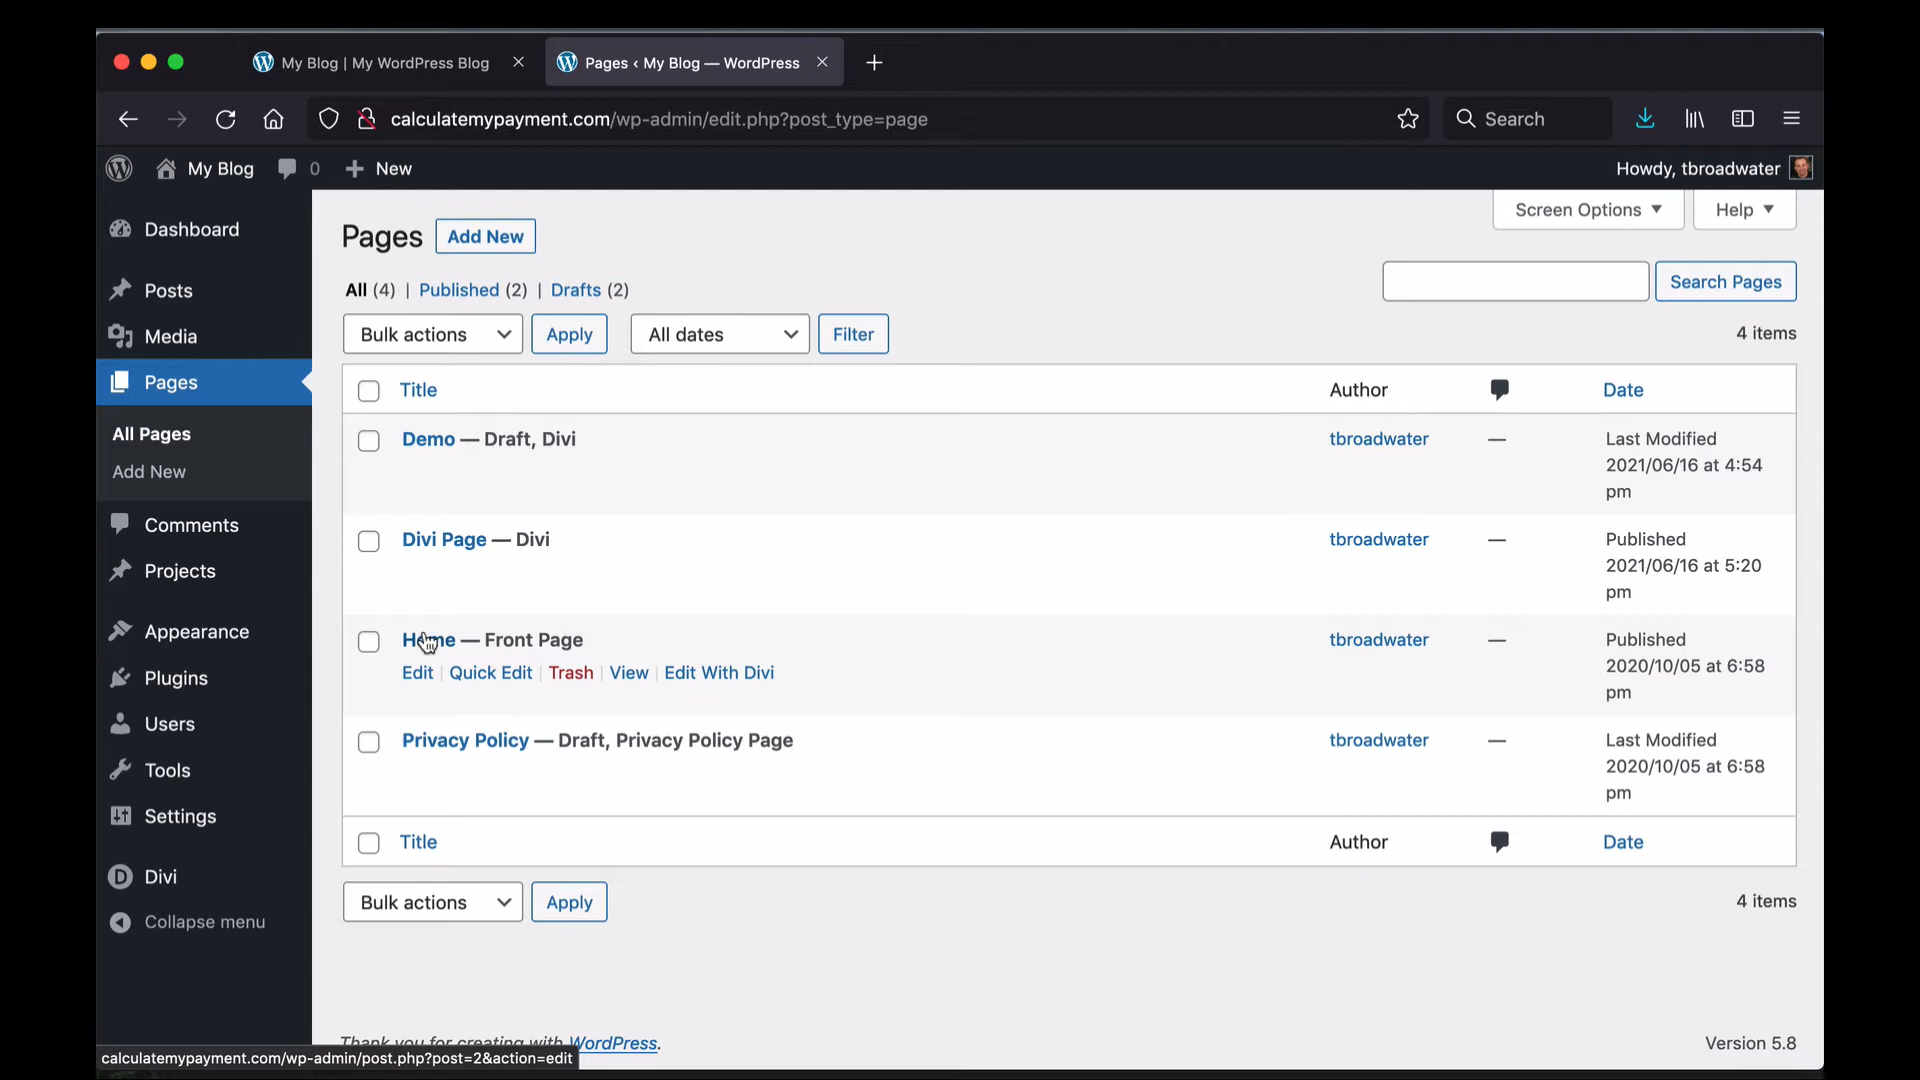 My Blog | My WordPress Blog
Pages ‹ My Blog — WordPress
calculatemypayment.com/wp-admin/edit.php?post_type=page
Search
My Blog
0
New
Howdy, tbroadwater
Dashboard
Posts
Media
Pages
All Pages
Add New
Comments
Projects
Appearance
Plugins
Users
Tools
Settings
Divi
Collapse menu
Screen Options
Help
Pages
Add New
All (4) | Published (2) | Drafts (2)
Search Pages
Bulk actions
Apply
All dates
Filter
4 items
Title
Author
Date
Demo — Draft, Divi
tbroadwater
—
Last Modified
2021/06/16 at 4:54
pm
Divi Page — Divi
tbroadwater
—
Published
2021/06/16 at 5:20
pm
Home — Front Page
Edit | Quick Edit | Trash | View | Edit With Divi
tbroadwater
—
Published
2020/10/05 at 6:58
pm
Privacy Policy — Draft, Privacy Policy Page
tbroadwater
—
Last Modified
2020/10/05 at 6:58
pm
Title
Author
Date
Bulk actions
Apply
4 items
Thank you for creating with WordPress.
Version 5.8
calculatemypayment.com/wp-admin/post.php?post=2&action=edit